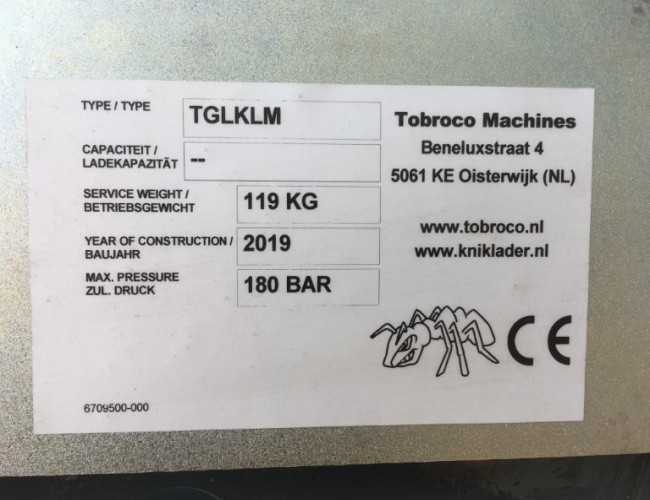 TYPE / TYPE TGLKLM
CAPACITEIT /
LADEKAPAZITÄT --
SERVICE WEIGHT /
BETRIEBSGEWICHT 119 KG
YEAR OF CONSTRUCTION /
BAUJAHR 2019
MAX. PRESSURE
ZUL. DRUCK 180 BAR
6709500-000
Tobroco Machines
Beneluxstraat 4
5061 KE Oisterwijk (NL)
www.tobroco.nl
www.kniklader.nl
CE